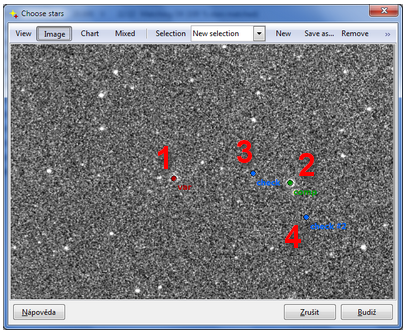 Choose stars
View Image Chart Mixed Selection New selection New Save as... Remove »
1
3
2
var
check
4
Nápověda Zrušit Budiž